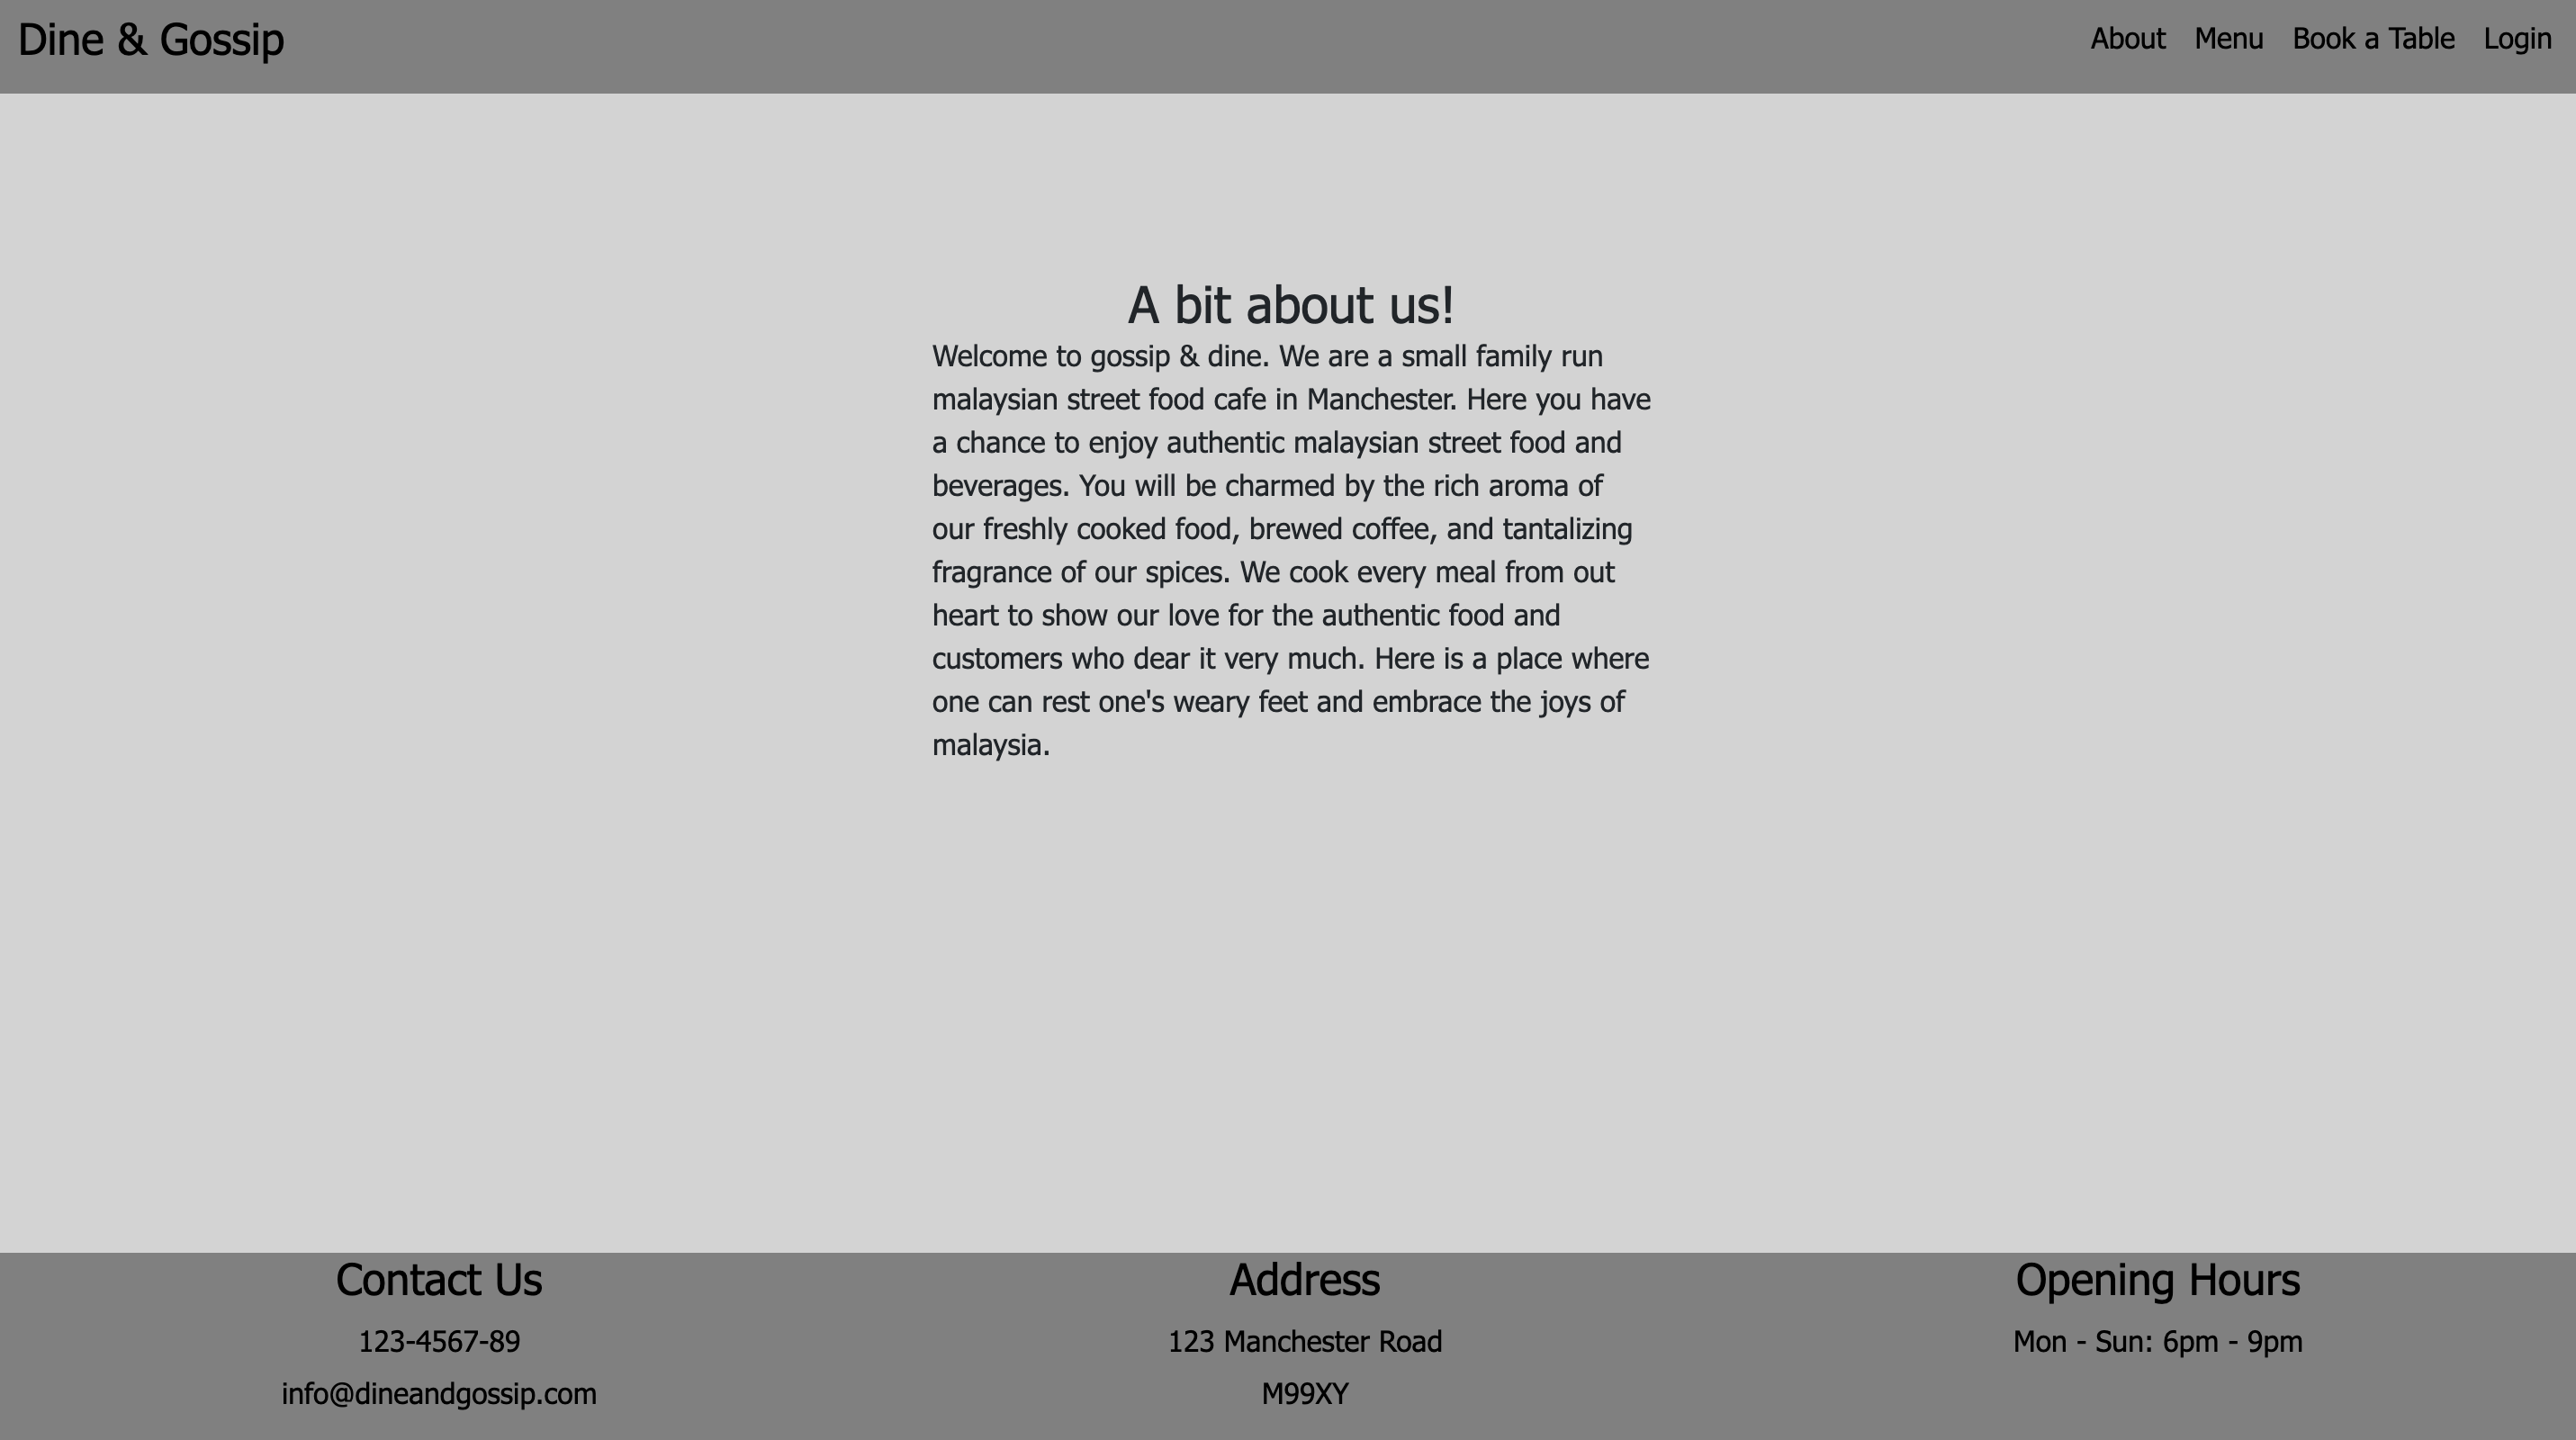 Dine & Gossip
About Menu Book a Table Login
A bit about us!
Welcome to gossip & dine. We are a small family run
malaysian street food cafe in Manchester. Here you have
a chance to enjoy authentic malaysian street food and
beverages. You will be charmed by the rich aroma of
our freshly cooked food, brewed coffee, and tantalizing
fragrance of our spices. We cook every meal from out
heart to show our love for the authentic food and
customers who dear it very much. Here is a place where
one can rest one's weary feet and embrace the joys of
malaysia.
Contact Us
123-4567-89
info@dineandgossip.com
Address
123 Manchester Road
M99XY
Opening Hours
Mon - Sun: 6pm - 9pm